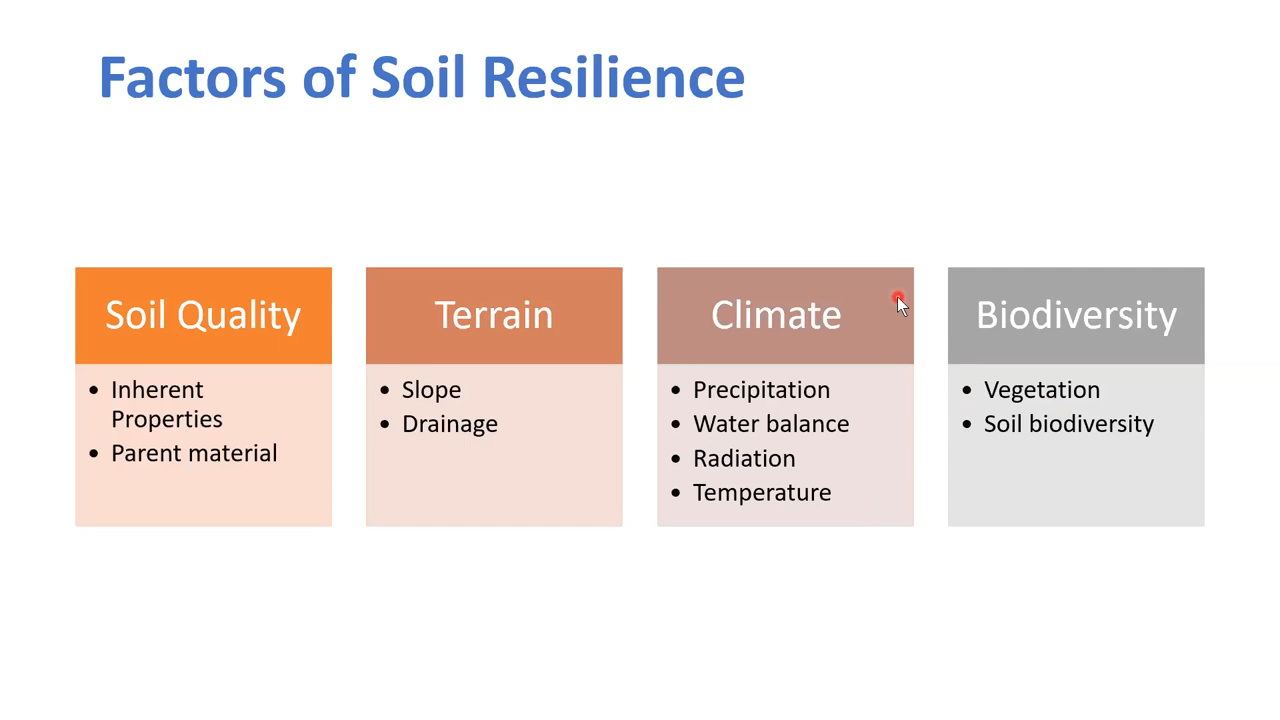 Factors of Soil Resilience
Soil Quality
• Inherent
Properties
• Parent material
Terrain
• Slope
• Drainage
Climate
• Precipitation
• Water balance
• Radiation
• Temperature
Biodiversity
• Vegetation
• Soil biodiversity